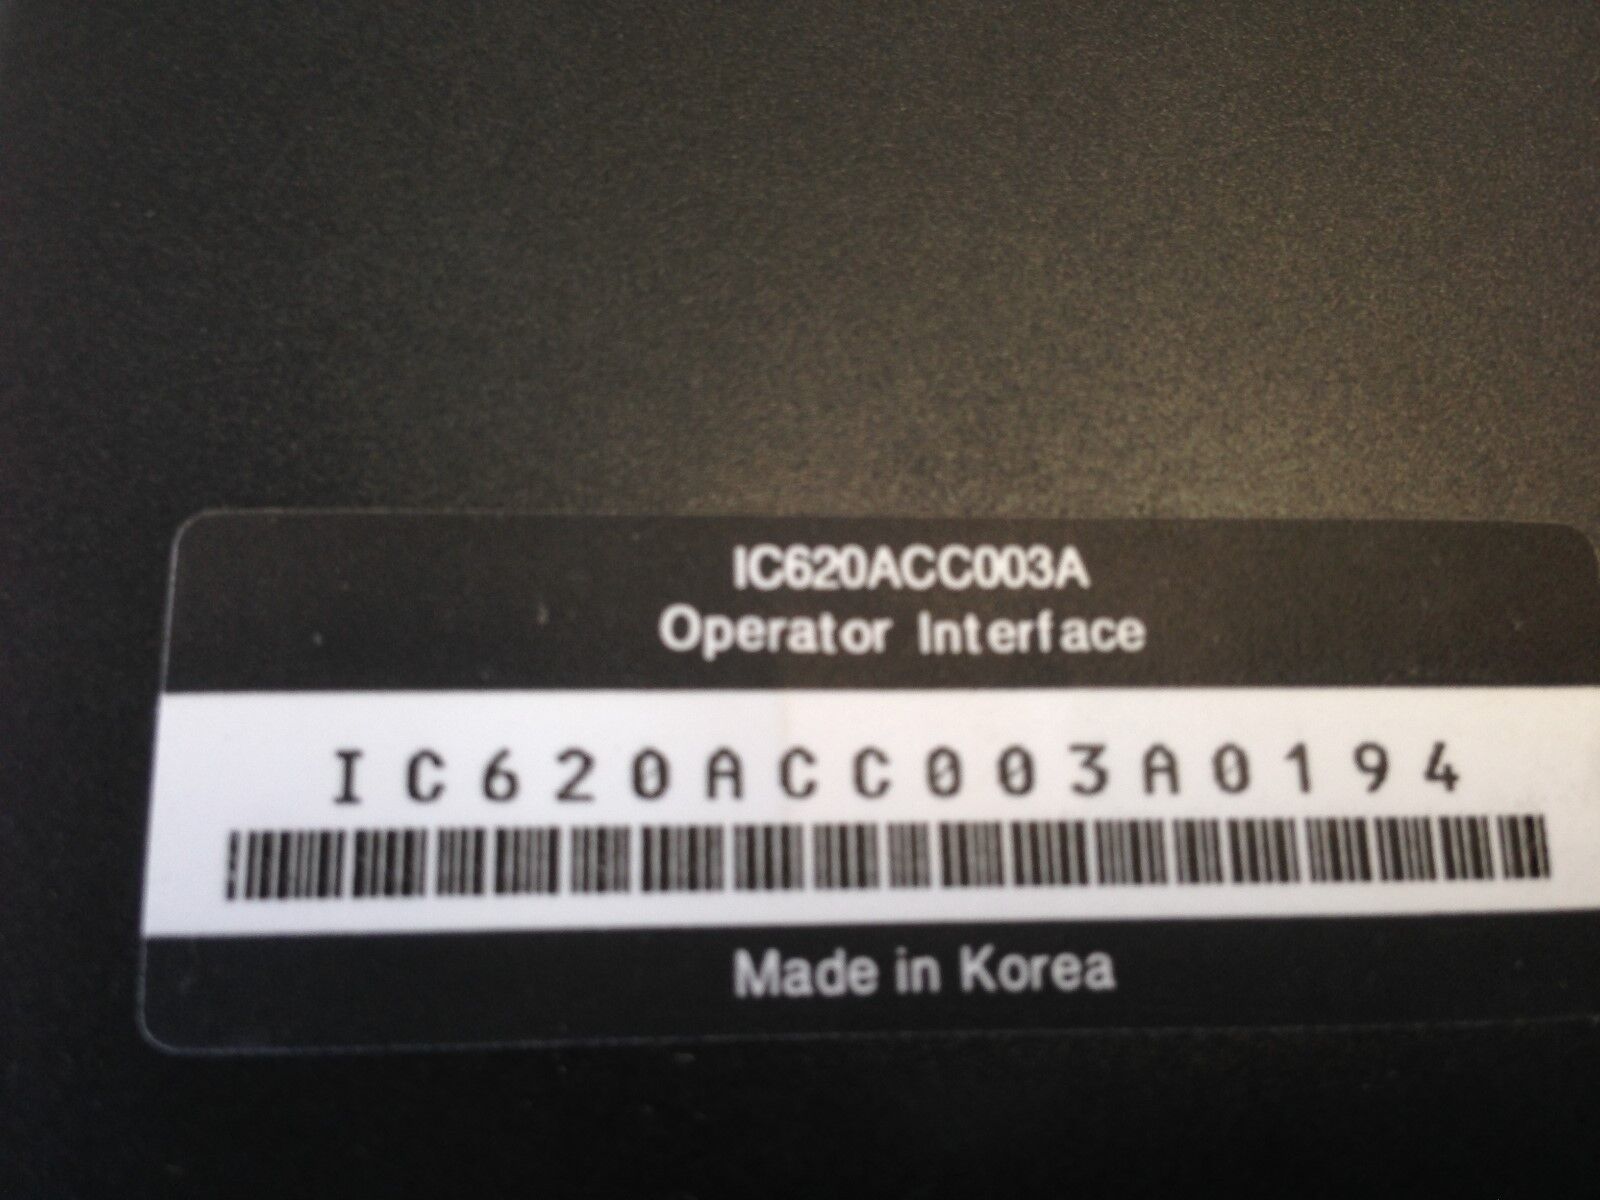 IC620ACC003A
Operator Interface
IC620ACC003A0194
Made in Korea